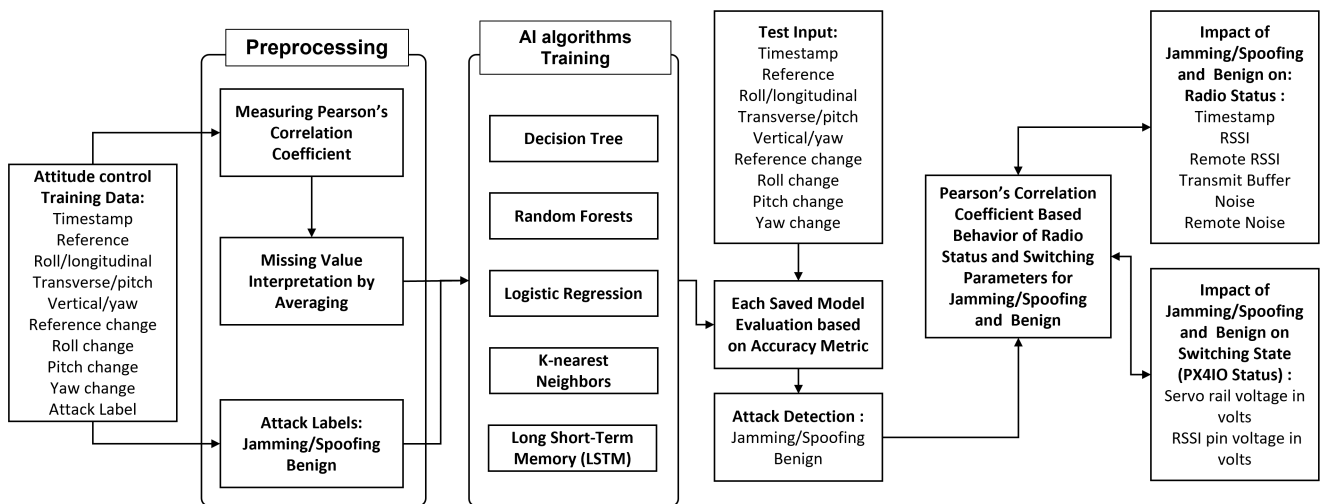 Attitude control
Training Data:
Timestamp
Reference
Roll/longitudinal
Transverse/pitch
Vertical/yaw
Reference change
Roll change
Pitch change
Yaw change
Attack Label
Preprocessing
Measuring Pearson's
Correlation
Coefficient
Missing Value
Interpretation by
Averaging
Attack Labels:
Jamming/Spoofing
Benign
AI algorithms
Training
Decision Tree
Random Forests
Logistic Regression
K-nearest
Neighbors
Long Short-Term
Memory (LSTM)
Test Input:
Timestamp
Reference
Roll/longitudinal
Transverse/pitch
Vertical/yaw
Reference change
Roll change
Pitch change
Yaw change
Each Saved Model
Evaluation based
on Accuracy Metric
Attack Detection :
Jamming/Spoofing
Benign
Pearson's Correlation
Coefficient Based
Behavior of Radio
Status and Switching
Parameters for
Jamming/Spoofing
and Benign
Impact of
Jamming/Spoofing
and Benign on:
Radio Status :
Timestamp
RSSI
Remote RSSI
Transmit Buffer
Noise
Remote Noise
Impact of
Jamming/Spoofing
and Benign on
Switching State
(PX4IO Status) :
Servo rail voltage in
volts
RSSI pin voltage in
volts